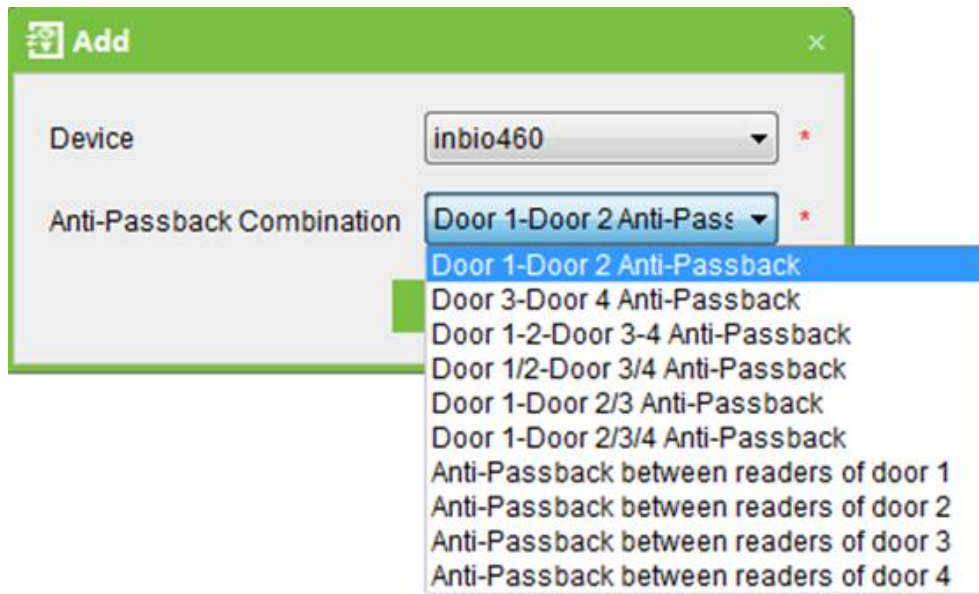 Add
Device inbio460 *
Anti-Passback Combination Door 1-Door 2 Anti-Pass *
Door 1-Door 2 Anti-Passback
Door 3-Door 4 Anti-Passback
Door 1-2-Door 3-4 Anti-Passback
Door 1/2-Door 3/4 Anti-Passback
Door 1-Door 2/3 Anti-Passback
Door 1-Door 2/3/4 Anti-Passback
Anti-Passback between readers of door 1
Anti-Passback between readers of door 2
Anti-Passback between readers of door 3
Anti-Passback between readers of door 4